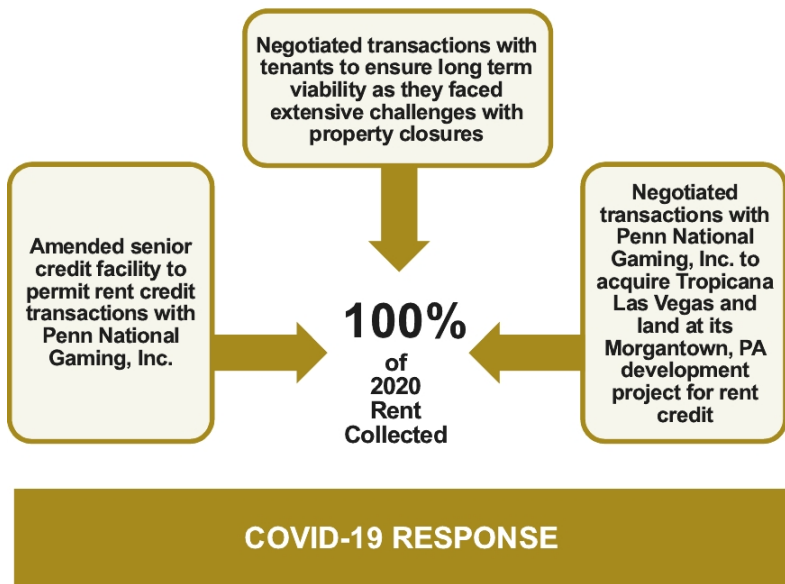 Negotiated transactions with
tenants to ensure long term
viability as they faced
extensive challenges with
property closures
Amended senior
credit facility to
permit rent credit
transactions with
Penn National
Gaming, Inc.
100%
of
2020
Rent
Collected
Negotiated
transactions with
Penn National
Gaming, Inc. to
acquire Tropicana
Las Vegas and
land at its
Morgantown, PA
development
project for rent
credit
COVID-19 RESPONSE